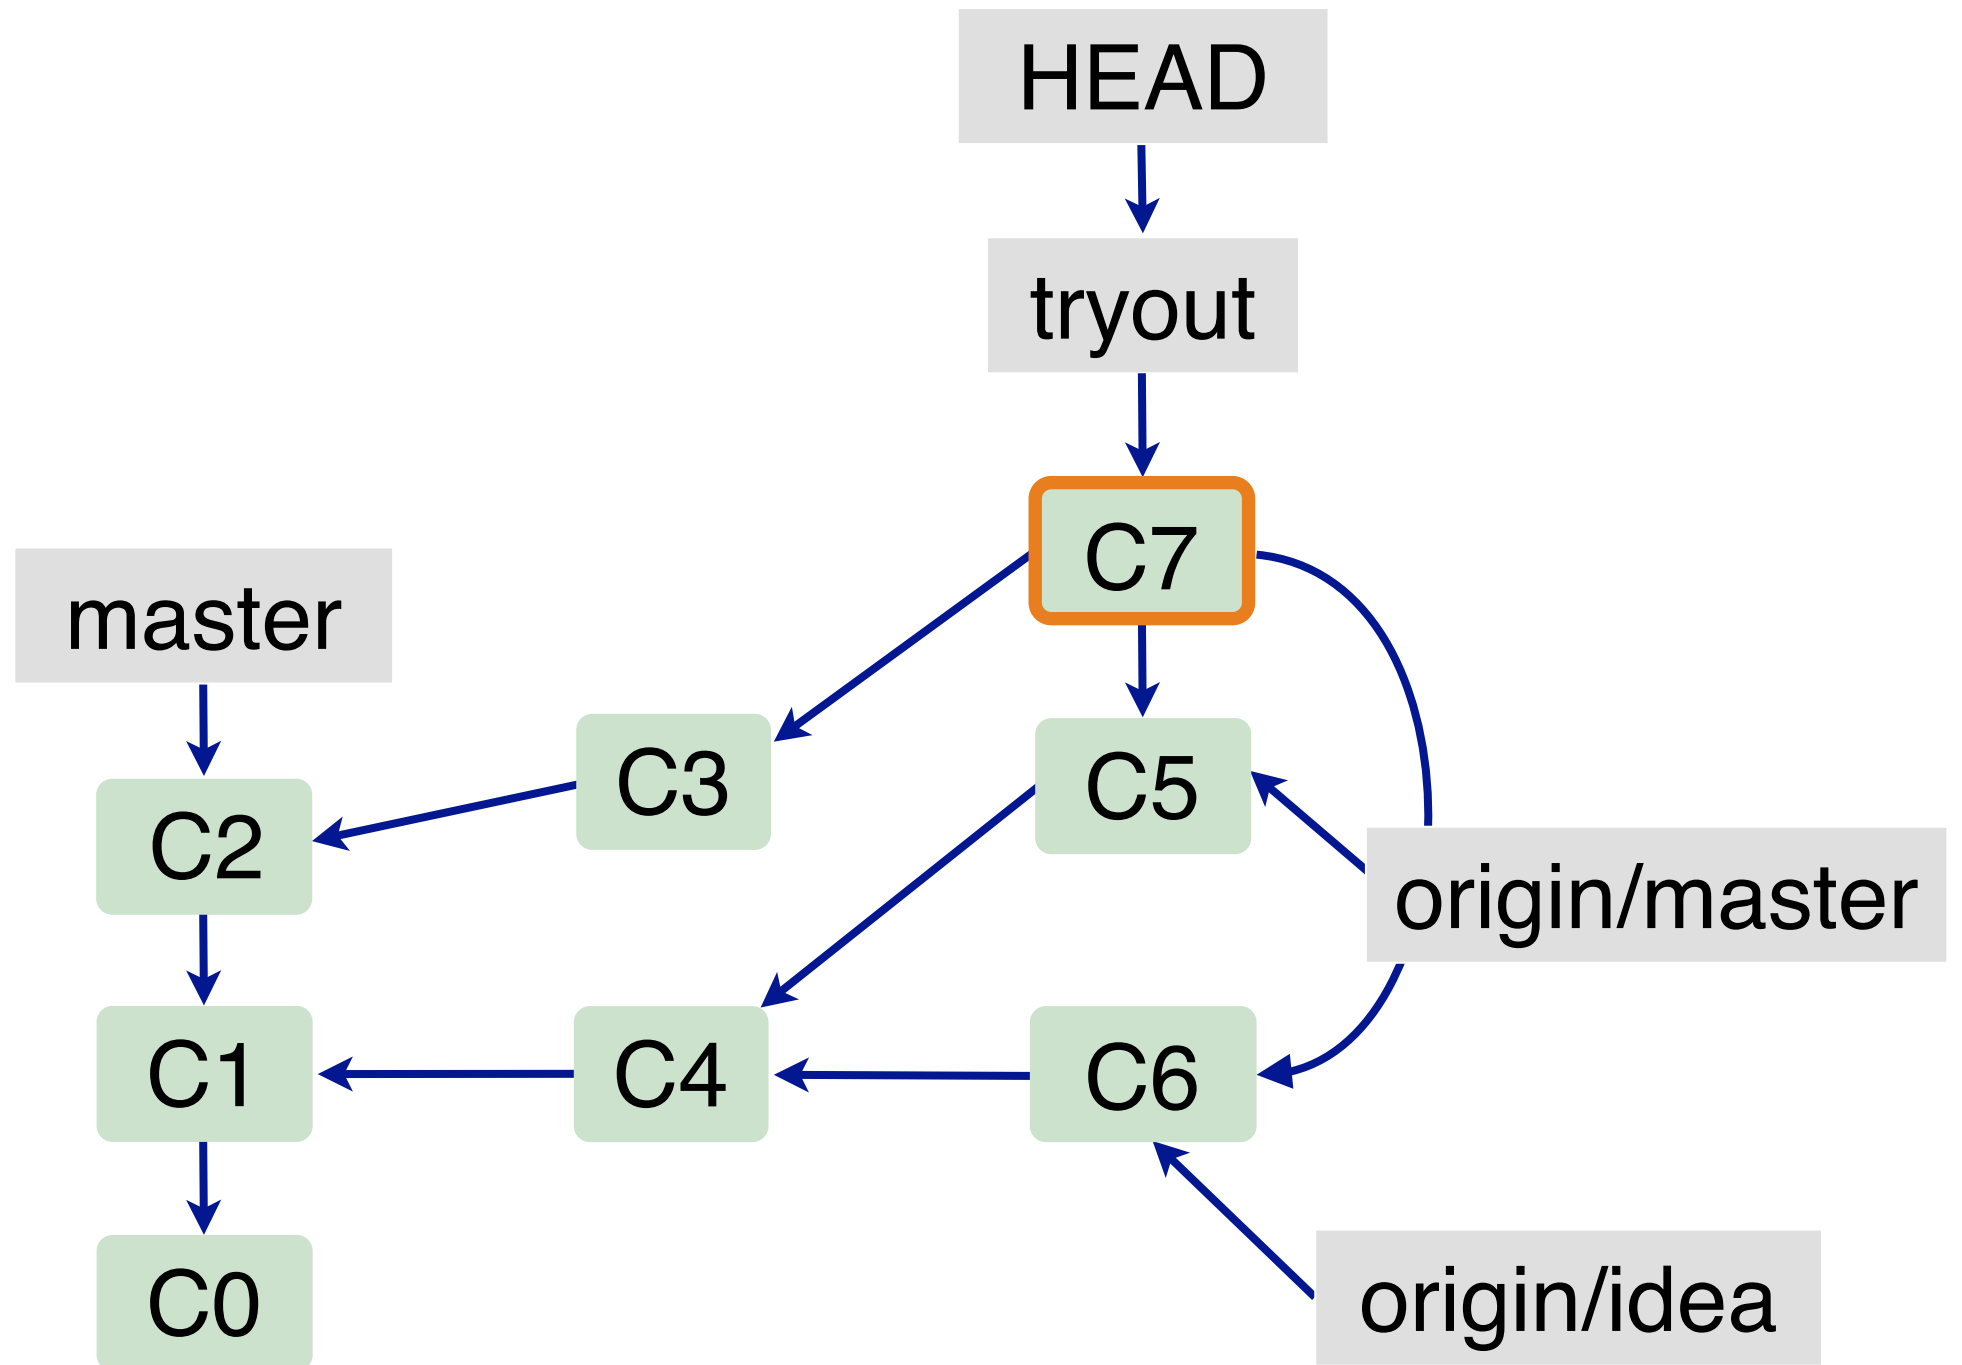 HEAD
tryout
C7
master
C3
C5
C2
origin/master
C1
C4
C6
C0
origin/idea